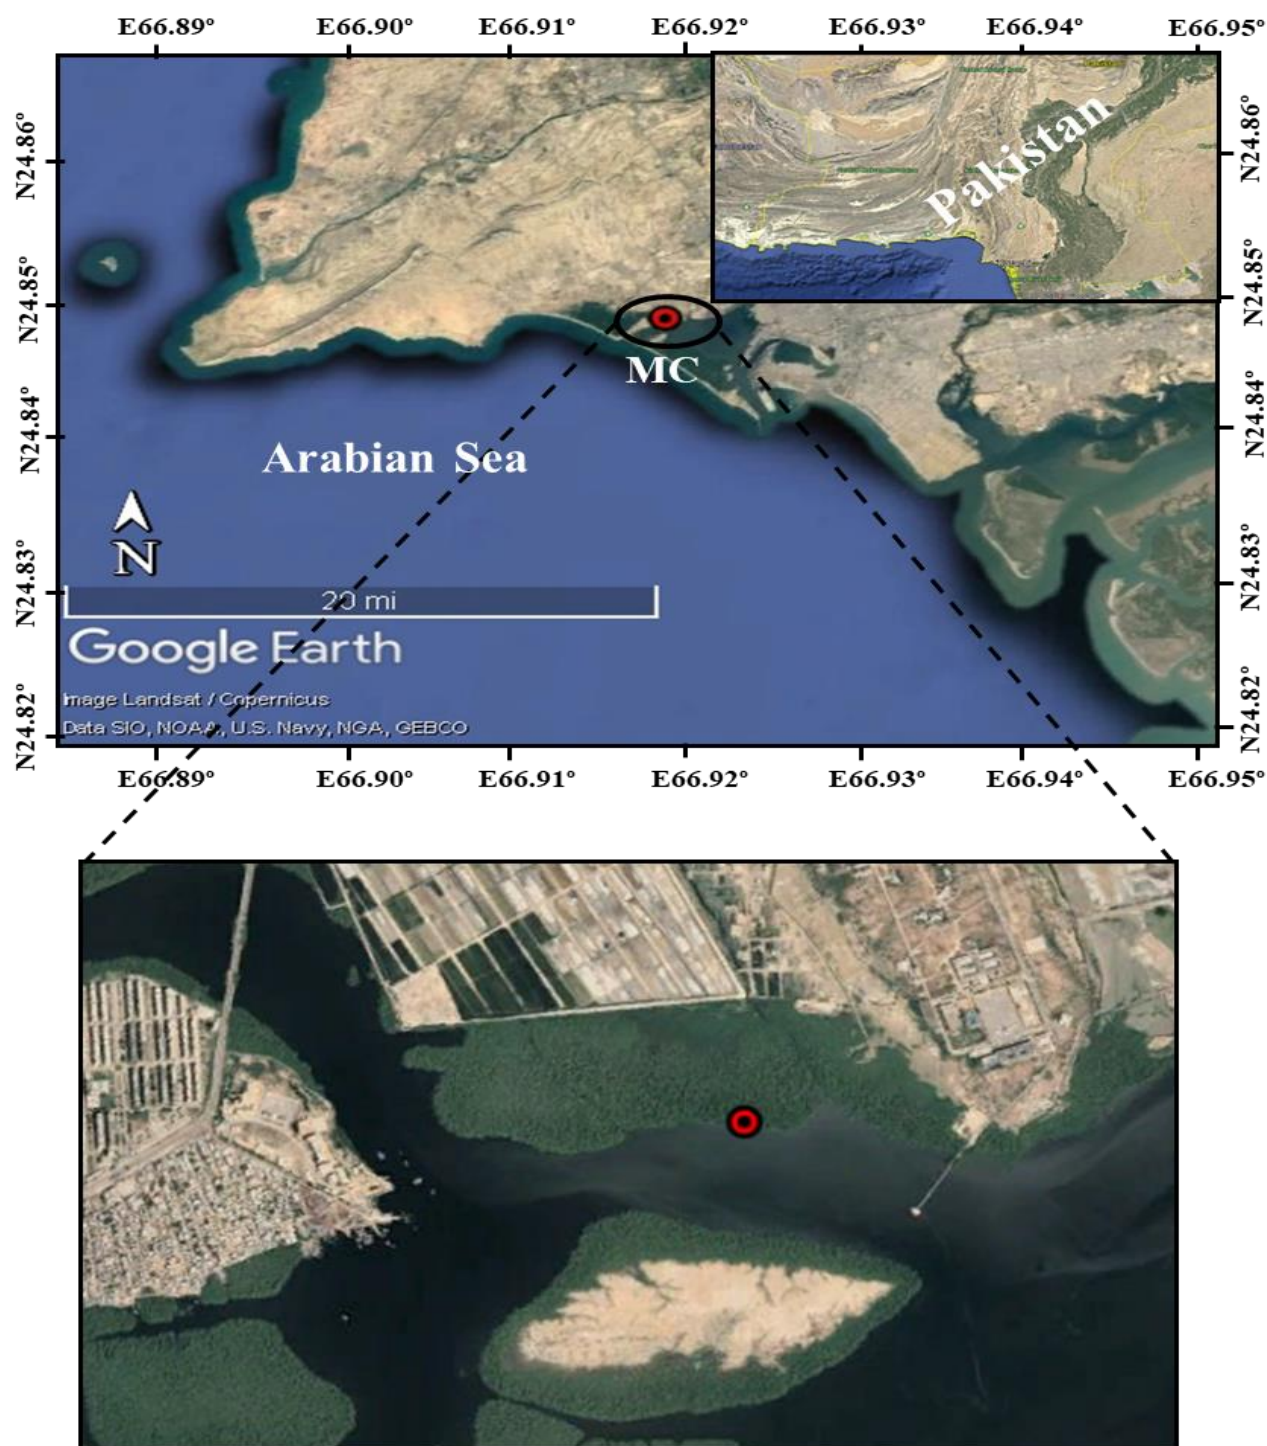 E66.89° E66.90° E66.91° E66.92° E66.93° E66.94° E66.95°
N24.86°
N24.85°
N24.84°
N24.83°
N24.82°
Pakistan
MC
Arabian Sea
N
20 mi
Google Earth
Image Landsat / Copernicus
Data SIO, NOAA, U.S. Navy, NGA, GEBCO
N24.86°
N24.85°
N24.84°
N24.83°
N24.82°
E66.89° E66.90° E66.91° E66.92° E66.93° E66.94° E66.95°